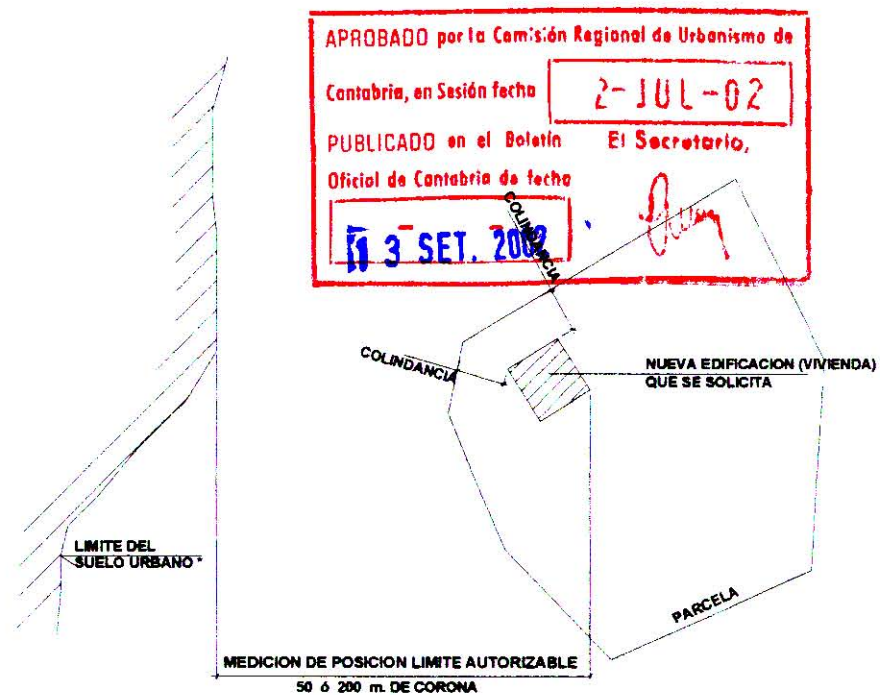 APROBADO por la Comisión Regional de Urbanismo de
Cantabria, en Sesión fecha 2-JUL-02
PUBLICADO en el Boletín El Secretario,
Oficial de Cantabria de fecha
13 SET. 2002
COLINDANCIA
COLINDANCIA
NUEVA EDIFICACION (VIVIENDA)
QUE SE SOLICITA
LIMITE DEL
SUELO URBANO *
PARCELA
MEDICION DE POSICION LIMITE AUTORIZABLE
50 ó 200 m. DE CORONA